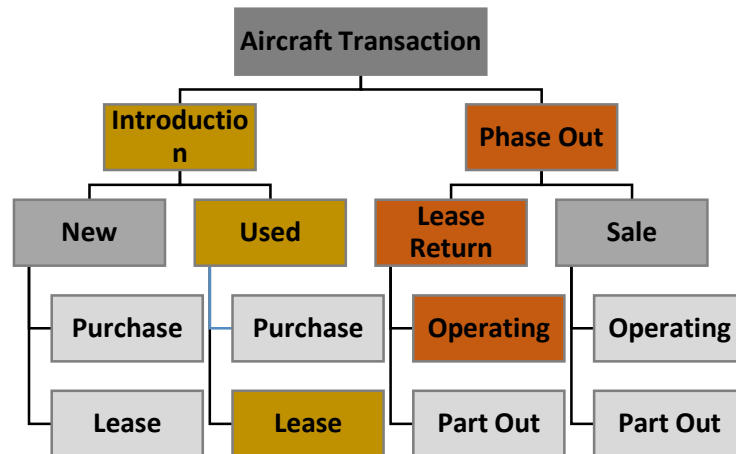 Aircraft Transaction
Introductio
n
Phase Out
New
Used
Lease
Return
Sale
Purchase
Purchase
Operating
Operating
Lease
Lease
Part Out
Part Out